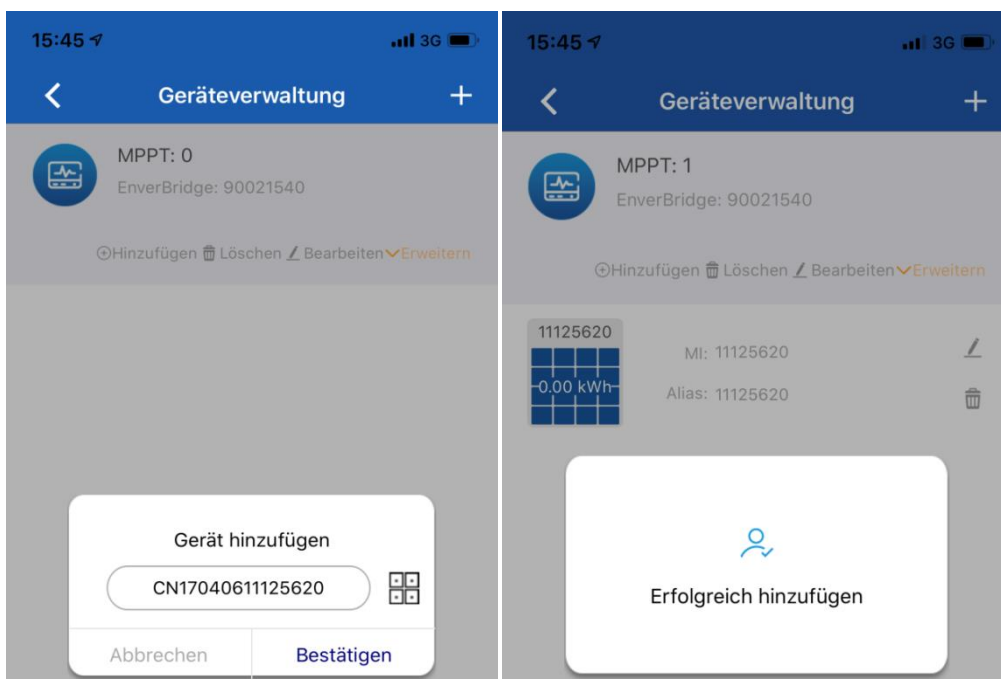 15:45 3G
Geräteverwaltung
MPPT: 0
EnverBridge: 90021540
Hinzufügen Löschen Bearbeiten Erweitern
Gerät hinzufügen
CN17040611125620
Abbrechen Bestätigen
15:45 3G
Geräteverwaltung
MPPT: 1
EnverBridge: 90021540
Hinzufügen Löschen Bearbeiten Erweitern
11125620
0.00 kWh
MI: 11125620
Alias: 11125620
Erfolgreich hinzufügen